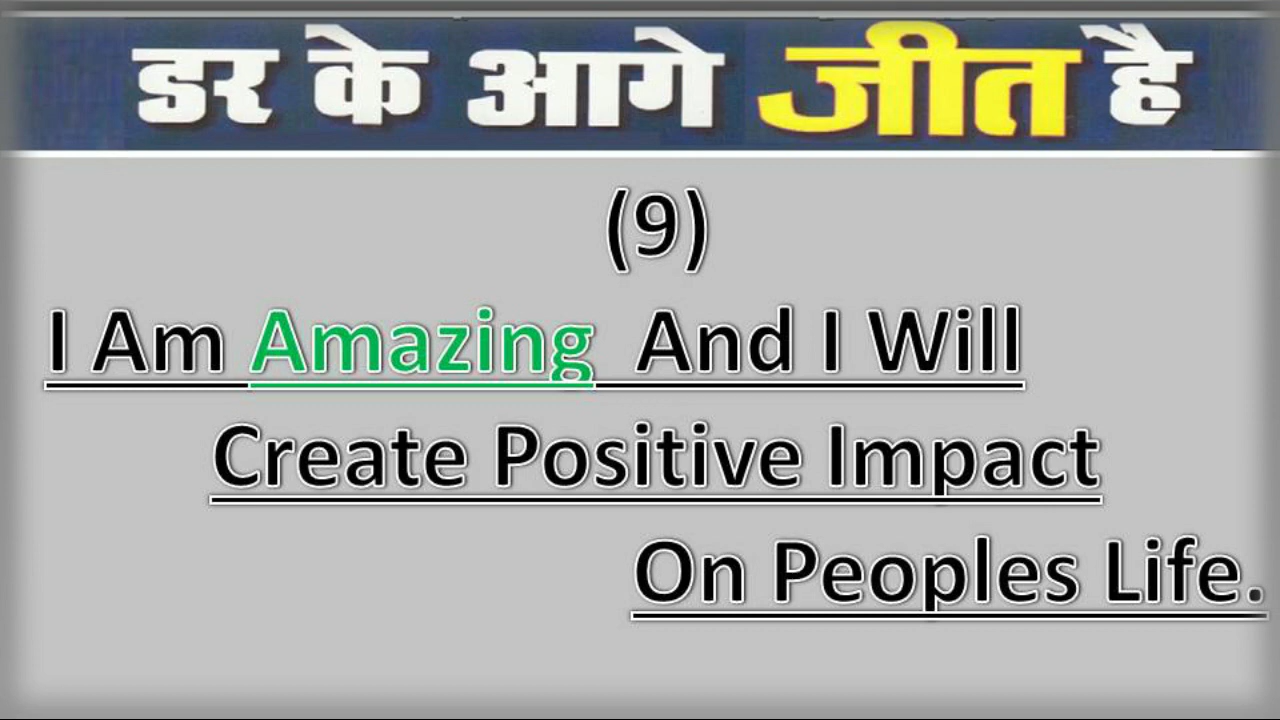 डर के आगे जीत है
(9)
I Am Amazing And I Will
Create Positive Impact
On Peoples Life.